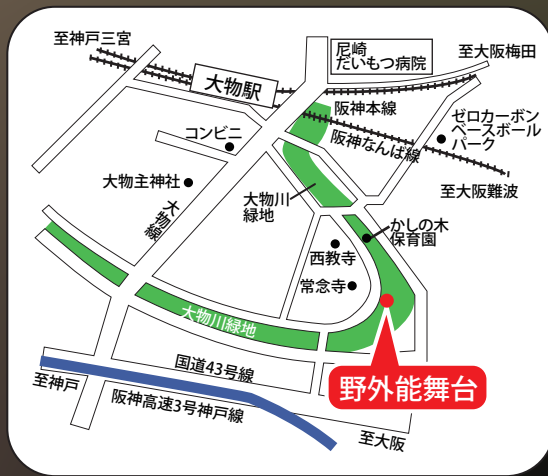 至神戸三宮
大物駅
尼崎
だいもつ病院
至大阪梅田
阪神本線
阪神なんば線
ゼロカーボン
ベースボール
パーク
至大阪難波
コンビニ
大物主神社
大物線
大物川
緑地
かしの木
保育園
西教寺
常念寺
大物川緑地
野外能舞台
国道43号線
至神戸
阪神高速3号神戸線
至大阪